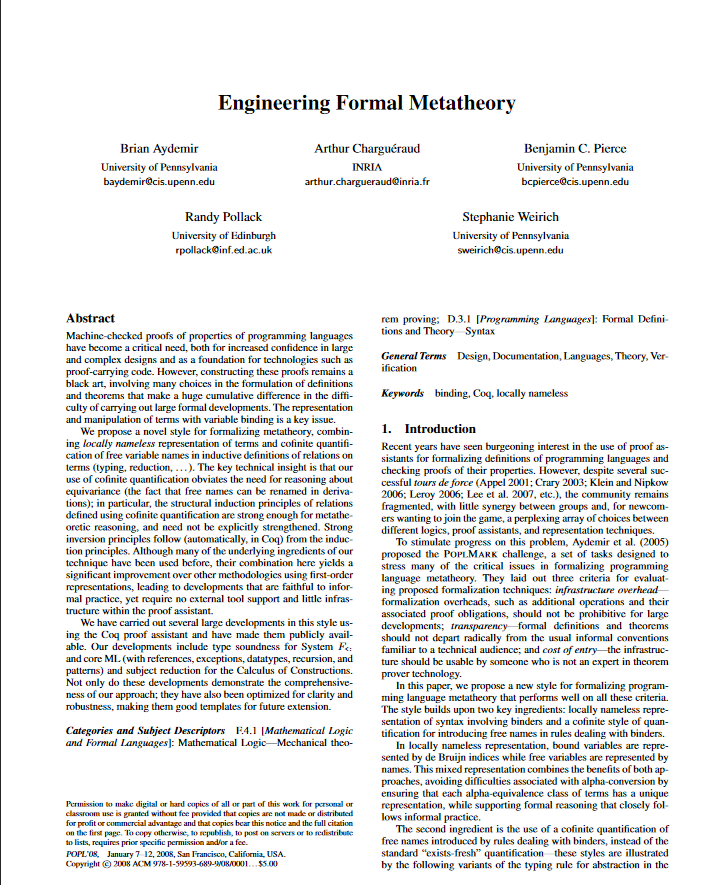 Engineering Formal Metatheory
Brian Aydemir
University of Pennsylvania
baydemir@cis.upenn.edu
Arthur Charguéraud
INRIA
arthur.chargueraud@inria.fr
Benjamin C. Pierce
University of Pennsylvania
bcpierce@cis.upenn.edu
Randy Pollack
University of Edinburgh
rpollack@inf.ed.ac.uk
Stephanie Weirich
University of Pennsylvania
sweirich@cis.upenn.edu
Abstract
Machine-checked proofs of properties of programming languages
have become a critical need, both for increased confidence in large
and complex designs and as a foundation for technologies such as
proof-carrying code. However, constructing these proofs remains a
black art, involving many choices in the formulation of definitions
and theorems that make a huge cumulative difference in the diffi-
culty of carrying out large formal developments. The representation
and manipulation of terms with variable binding is a key issue.
We propose a novel style for formalizing metatheory, combin-
ing locally nameless representation of terms and cofinite quantifi-
cation of free variable names in inductive definitions of relations on
terms (typing, reduction, ...). The key technical insight is that our
use of cofinite quantification obviates the need for reasoning about
equivariance (the fact that free names can be renamed in deriva-
tions); in particular, the structural induction principles of relations
defined using cofinite quantification are strong enough for metathe-
oretic reasoning, and need not be explicitly strengthened. Strong
inversion principles follow (automatically, in Coq) from the induc-
tion principles. Although many of the underlying ingredients of our
technique have been used before, their combination here yields a
significant improvement over other methodologies using first-order
representations, leading to developments that are faithful to infor-
mal practice, yet require no external tool support and little infras-
tructure within the proof assistant.
We have carried out several large developments in this style us-
ing the Coq proof assistant and have made them publicly avail-
able. Our developments include type soundness for System F<:
and core ML (with references, exceptions, datatypes, recursion, and
patterns) and subject reduction for the Calculus of Constructions.
Not only do these developments demonstrate the comprehensive-
ness of our approach; they have also been optimized for clarity and
robustness, making them good templates for future extension.
Categories and Subject Descriptors F.4.1 [Mathematical Logic
and Formal Languages]: Mathematical Logic—Mechanical theo-
Permission to make digital or hard copies of all or part of this work for personal or
classroom use is granted without fee provided that copies are not made or distributed
for profit or commercial advantage and that copies bear this notice and the full citation
on the first page. To copy otherwise, to republish, to post on servers or to redistribute
to lists, requires prior specific permission and/or a fee.
POPL'08, January 7–12, 2008, San Francisco, California, USA.
Copyright © 2008 ACM 978-1-59593-689-9/08/0001...$5.00
rem proving; D.3.1 [Programming Languages]: Formal Defini-
tions and Theory—Syntax
General Terms Design, Documentation, Languages, Theory, Ver-
ification
Keywords binding, Coq, locally nameless
1. Introduction
Recent years have seen burgeoning interest in the use of proof as-
sistants for formalizing definitions of programming languages and
checking proofs of their properties. However, despite several suc-
cessful tours de force (Appel 2001; Crary 2003; Klein and Nipkow
2006; Leroy 2006; Lee et al. 2007, etc.), the community remains
fragmented, with little synergy between groups and, for newcom-
ers wanting to join the game, a perplexing array of choices between
different logics, proof assistants, and representation techniques.
To stimulate progress on this problem, Aydemir et al. (2005)
proposed the POPLMARK challenge, a set of tasks designed to
stress many of the critical issues in formalizing programming
language metatheory. They laid out three criteria for evaluat-
ing proposed formalization techniques: infrastructure overhead—
formalization overheads, such as additional operations and their
associated proof obligations, should not be prohibitive for large
developments; transparency—formal definitions and theorems
should not depart radically from the usual informal conventions
familiar to a technical audience; and cost of entry—the infrastruc-
ture should be usable by someone who is not an expert in theorem
prover technology.
In this paper, we propose a new style for formalizing program-
ming language metatheory that performs well on all these criteria.
The style builds upon two key ingredients: locally nameless repre-
sentation of syntax involving binders and a cofinite style of quan-
tification for introducing free names in rules dealing with binders.
In locally nameless representation, bound variables are repre-
sented by de Bruijn indices while free variables are represented by
names. This mixed representation combines the benefits of both ap-
proaches, avoiding difficulties associated with alpha-conversion by
ensuring that each alpha-equivalence class of terms has a unique
representation, while supporting formal reasoning that closely fol-
lows informal practice.
The second ingredient is the use of a cofinite quantification of
free names introduced by rules dealing with binders, instead of the
standard “exists-fresh” quantification—these styles are illustrated
by the following variants of the typing rule for abstraction in the